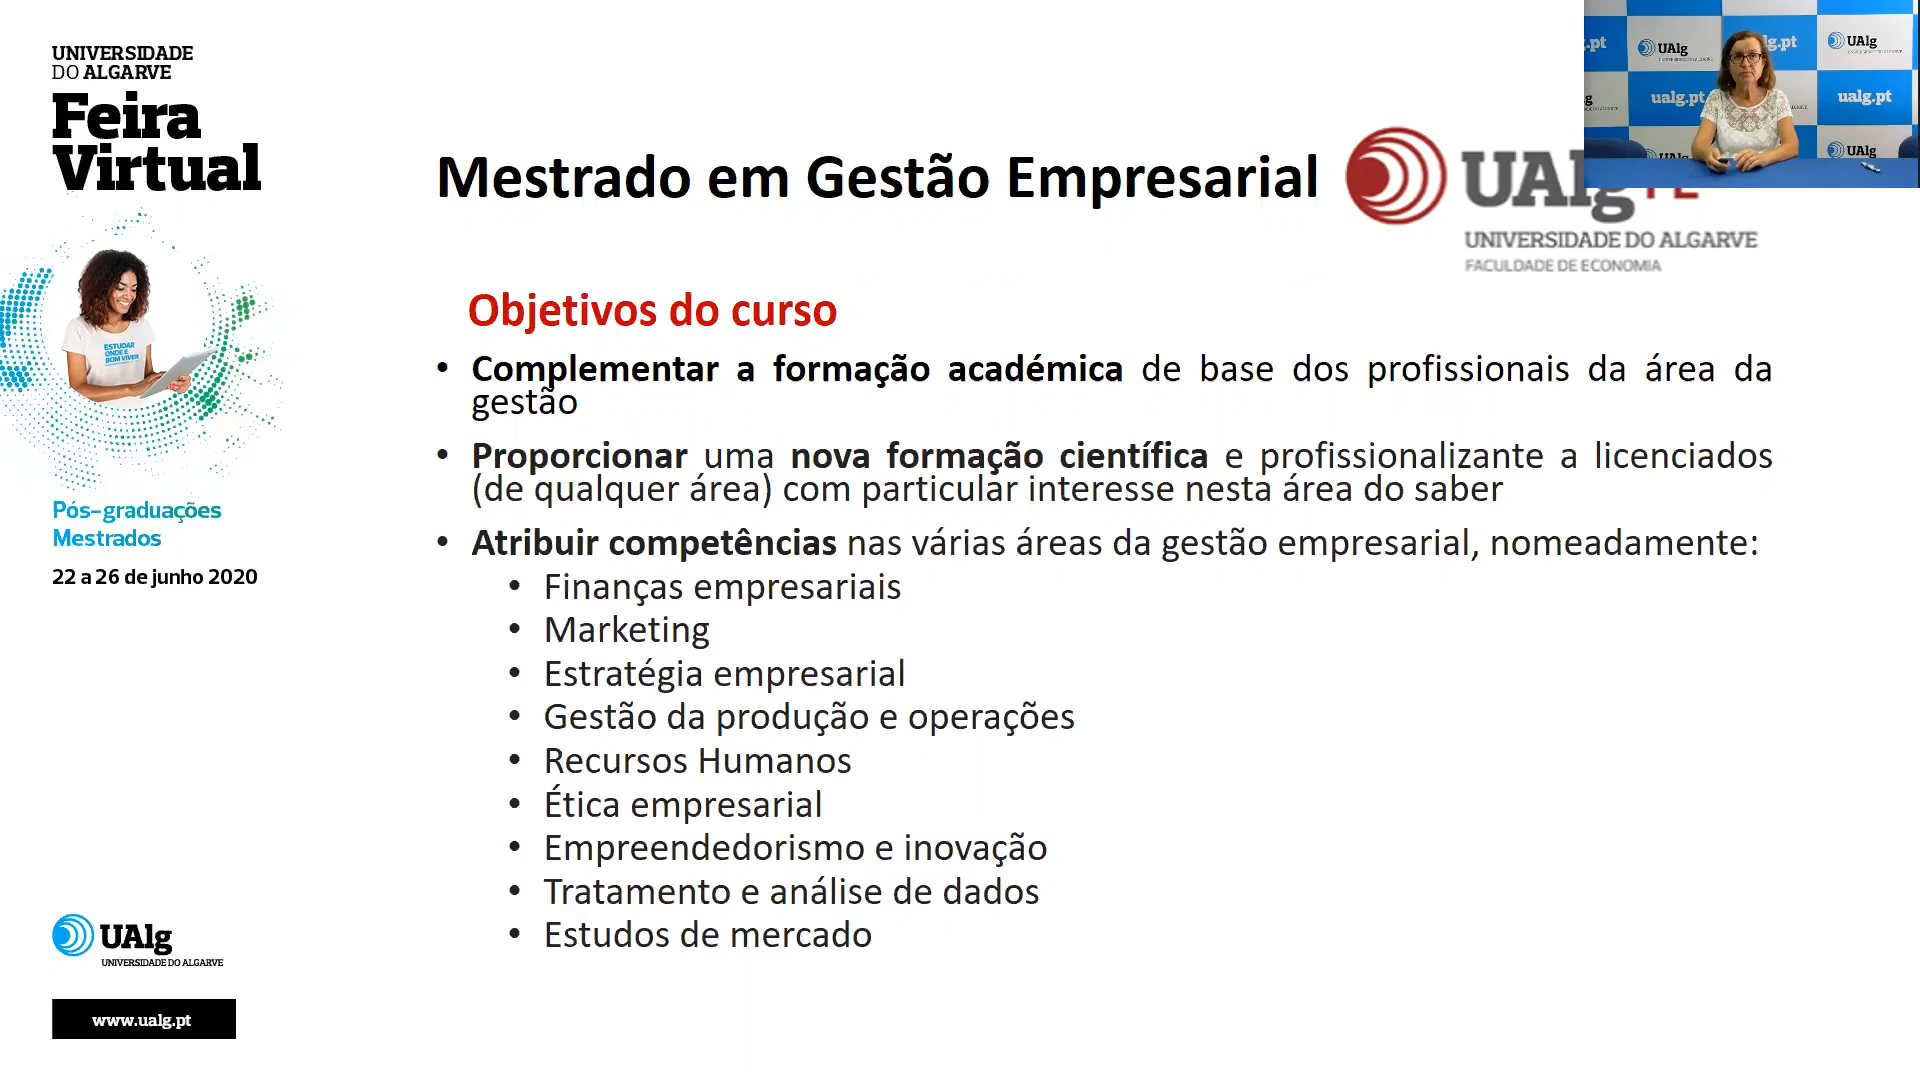 UNIVERSIDADE
DO ALGARVE
Feira
Virtual
ESTUDAR
ONDE É
BOM VIVER
Pós-graduações
Mestrados
22 a 26 de junho 2020
UAlg
UNIVERSIDADE DO ALGARVE
www.ualg.pt
Mestrado em Gestão Empresarial
UAlg
UNIVERSIDADE DO ALGARVE
FACULDADE DE ECONOMIA
Objetivos do curso
• Complementar a formação académica de base dos profissionais da área da
gestão
• Proporcionar uma nova formação científica e profissionalizante a licenciados
(de qualquer área) com particular interesse nesta área do saber
• Atribuir competências nas várias áreas da gestão empresarial, nomeadamente:
• Finanças empresariais
• Marketing
• Estratégia empresarial
• Gestão da produção e operações
• Recursos Humanos
• Ética empresarial
• Empreendedorismo e inovação
• Tratamento e análise de dados
• Estudos de mercado
UAlg
UAlg
ualg.pt
ualg.pt
UAlg